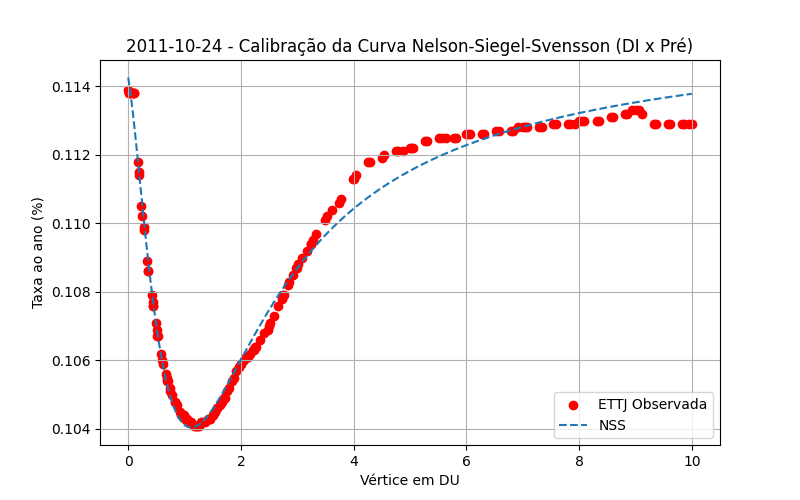 2011-10-24 - Calibração da Curva Nelson-Siegel-Svensson (DI x Pré)
Taxa ao ano (%)
0.114
0.112
0.110
0.108
0.106
0.104
0 2 4 6 8 10
Vértice em DU
ETTJ Observada
NSS